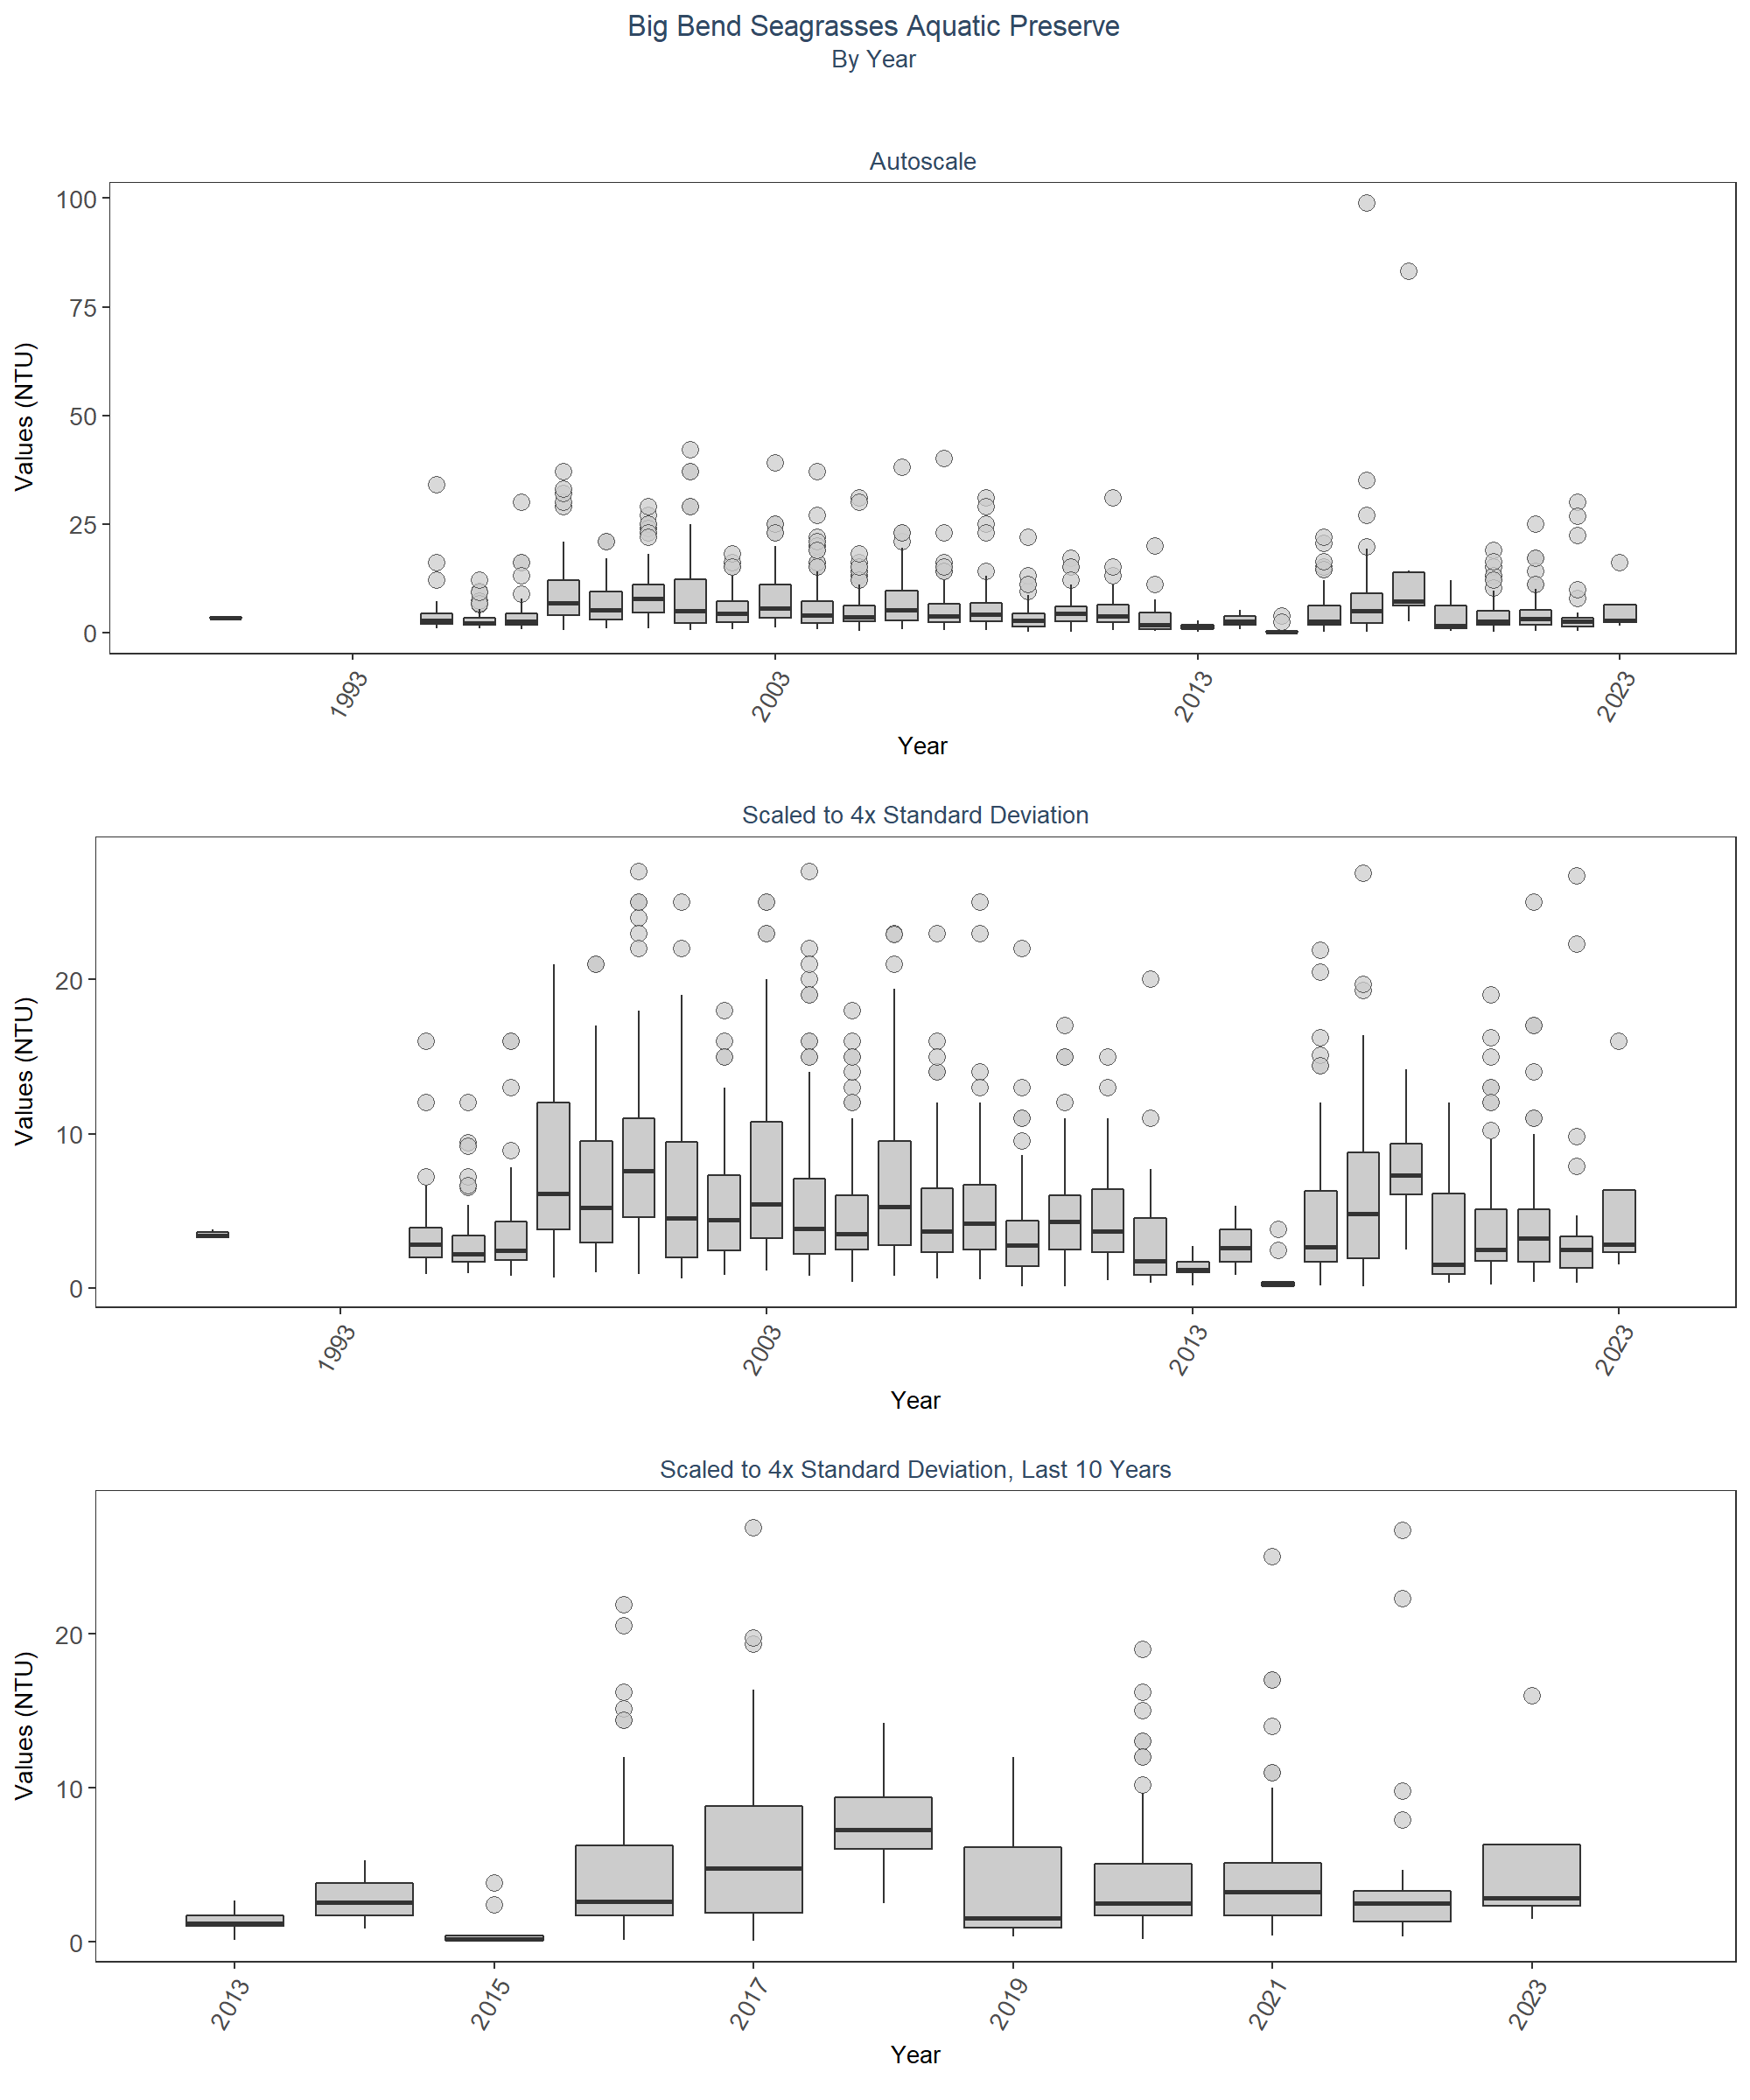 Big Bend Seagrasses Aquatic Preserve
By Year
Autoscale
Values (NTU)
100
75
50
25
0
1993
2003
2013
2023
Year
Scaled to 4x Standard Deviation
Values (NTU)
20
10
0
1993
2003
2013
2023
Year
Scaled to 4x Standard Deviation, Last 10 Years
Values (NTU)
20
10
0
2013
2015
2017
2019
2021
2023
Year